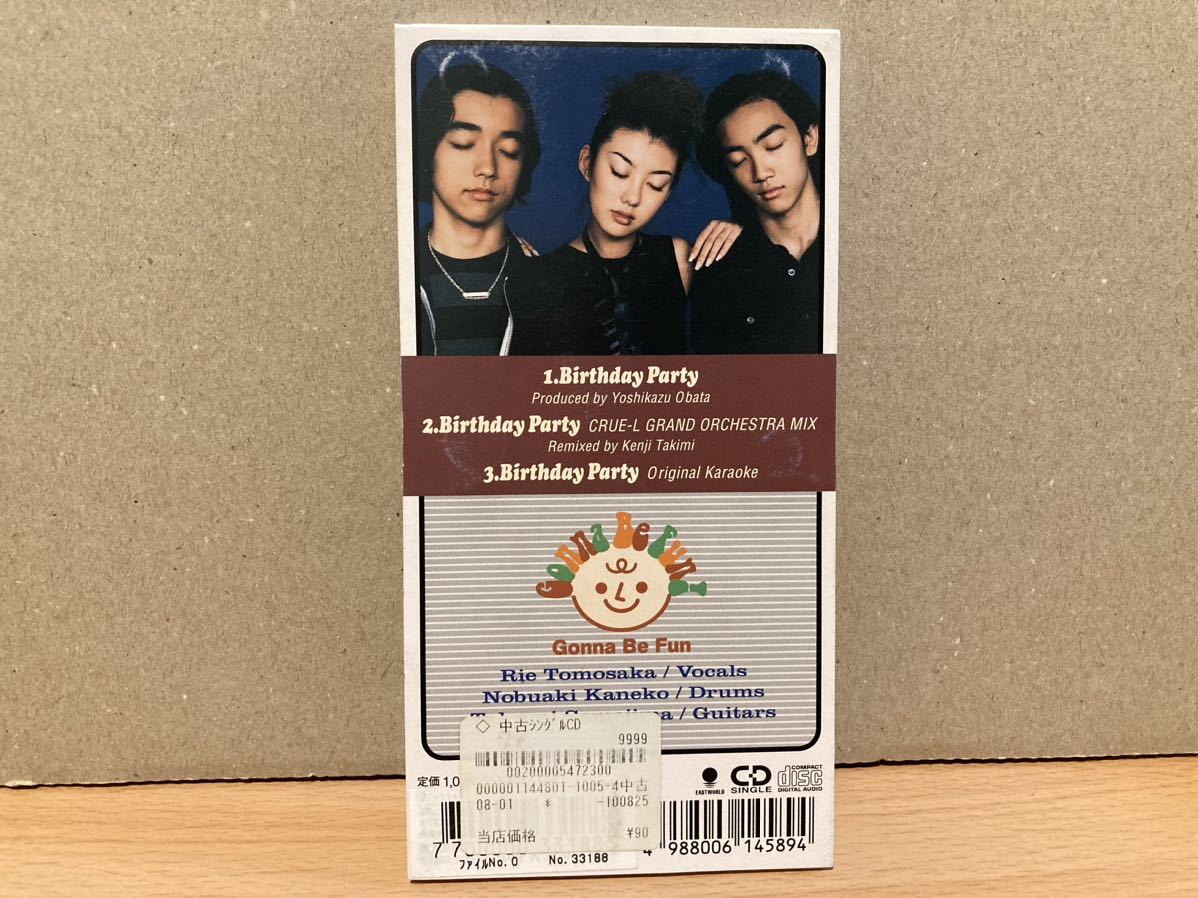 1.Birthday Party
Produced by Yoshikazu Obata
2.Birthday Party CRUE-L GRAND ORCHESTRA MIX
Remixed by Kenji Takimi
3.Birthday Party Original Karaoke
Gonna Be Fun!
Gonna Be Fun
Rie Tomosaka / Vocals
Nobuaki Kaneko / Drums
/ Guitars
◇ 中古シングルCD
9999
00200005472300
000001144801-1005-4中古
08-01 * -100825
当店価格 ¥90
ファイルNo. 0 No. 33188
定価1,0
EASTWORLD
CD SINGLE
COMPACT disc DIGITAL AUDIO
4 988006 145894